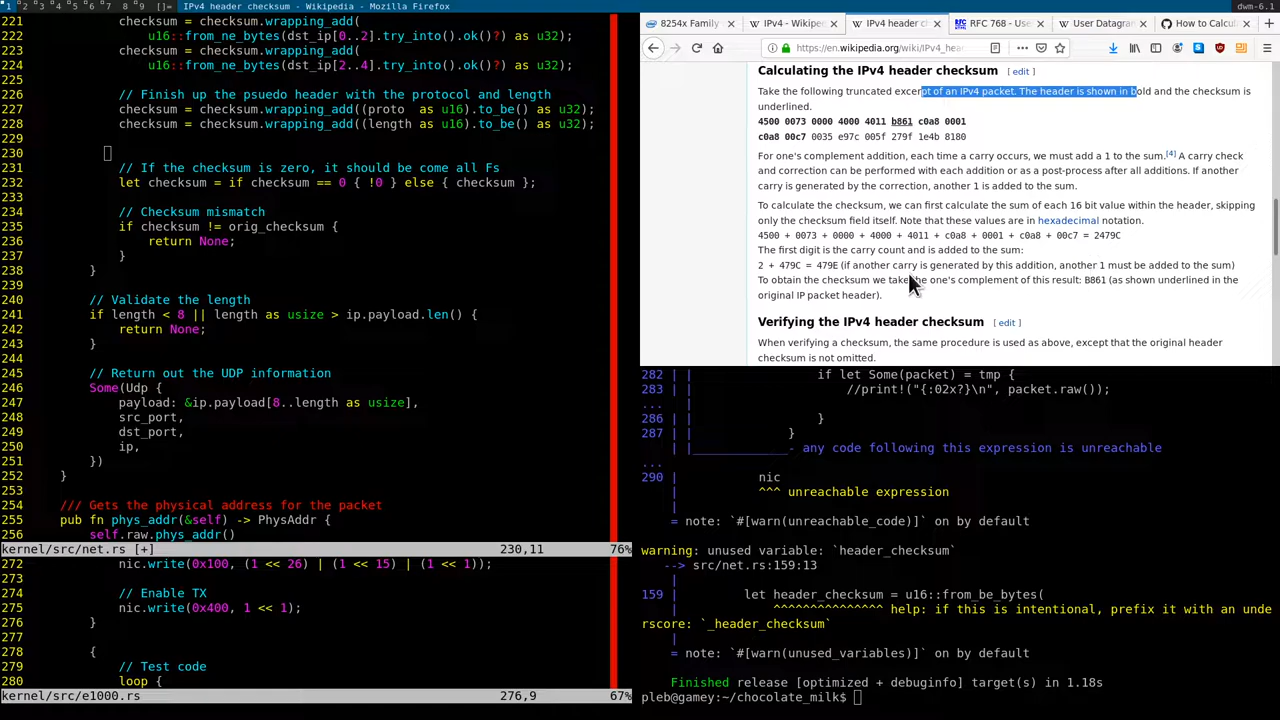 1 2 3 4 5 6 7 8 9 []= IPv4 header checksum - Wikipedia - Mozilla Firefox dwm-6.1
221 checksum = checksum.wrapping_add(
222 u16::from_ne_bytes(dst_ip[0..2].try_into().ok()?) as u32);
223 checksum = checksum.wrapping_add(
224 u16::from_ne_bytes(dst_ip[2..4].try_into().ok()?) as u32);
225
226 // Finish up the psuedo header with the protocol and length
227 checksum = checksum.wrapping_add((proto as u16).to_be() as u32);
228 checksum = checksum.wrapping_add((length as u16).to_be() as u32);
229
230
231 // If the checksum is zero, it should be come all Fs
232 let checksum = if checksum == 0 { !0 } else { checksum };
233
234 // Checksum mismatch
235 if checksum != orig_checksum {
236 return None;
237 }
238 }
239
240 // Validate the length
241 if length < 8 || length as usize > ip.payload.len() {
242 return None;
243 }
244
245 // Return out the UDP information
246 Some(Udp {
247 payload: &ip.payload[8..length as usize],
248 src_port,
249 dst_port,
250 ip,
251 })
252 }
253
254 /// Gets the physical address for the packet
255 pub fn phys_addr(&self) -> PhysAddr {
256 self.raw.phys_addr()
kernel/src/net.rs [+] 230,11 76%
272 nic.write(0x100, (1 << 26) | (1 << 15) | (1 << 1));
273
274 // Enable TX
275 nic.write(0x400, 1 << 1);
276 }
277
278 {
279 // Test code
280 loop {
kernel/src/e1000.rs 276,9 67%
8254x Family IPv4 - Wikipe IPv4 header c RFC 768 - Use User Datagra How to Calcu
https://en.wikipedia.org/wiki/IPv4_hea
Calculating the IPv4 header checksum [ edit ]
Take the following truncated excerpt of an IPv4 packet. The header is shown in bold and the checksum is
underlined.
4500 0073 0000 4000 4011 b861 c0a8 0001
c0a8 00c7 0035 e97c 005f 279f 1e4b 8180
For one's complement addition, each time a carry occurs, we must add a 1 to the sum.[4] A carry check
and correction can be performed with each addition or as a post-process after all additions. If another
carry is generated by the correction, another 1 is added to the sum.
To calculate the checksum, we can first calculate the sum of each 16 bit value within the header, skipping
only the checksum field itself. Note that these values are in hexadecimal notation.
4500 + 0073 + 0000 + 4000 + 4011 + c0a8 + 0001 + c0a8 + 00c7 = 2479C
The first digit is the carry count and is added to the sum:
2 + 479C = 479E (if another carry is generated by this addition, another 1 must be added to the sum)
To obtain the checksum we take the one's complement of this result: B861 (as shown underlined in the
original IP packet header).
Verifying the IPv4 header checksum [ edit ]
When verifying a checksum, the same procedure is used as above, except that the original header
checksum is not omitted.
282 | | if let Some(packet) = tmp {
283 | | //print!("{:02x?}\n", packet.raw());
... |
286 | | }
287 | | }
| |_____________- any code following this expression is unreachable
...
290 | nic
| ^^^ unreachable expression
|
= note: `#[warn(unreachable_code)]` on by default
warning: unused variable: `header_checksum`
--> src/net.rs:159:13
|
159 | let header_checksum = u16::from_be_bytes(
| ^^^^^^^^^^^^^^^ help: if this is intentional, prefix it with an unde
rscore: `_header_checksum`
|
= note: `#[warn(unused_variables)]` on by default
Finished release [optimized + debuginfo] target(s) in 1.18s
pleb@gamey:~/chocolate_milk$